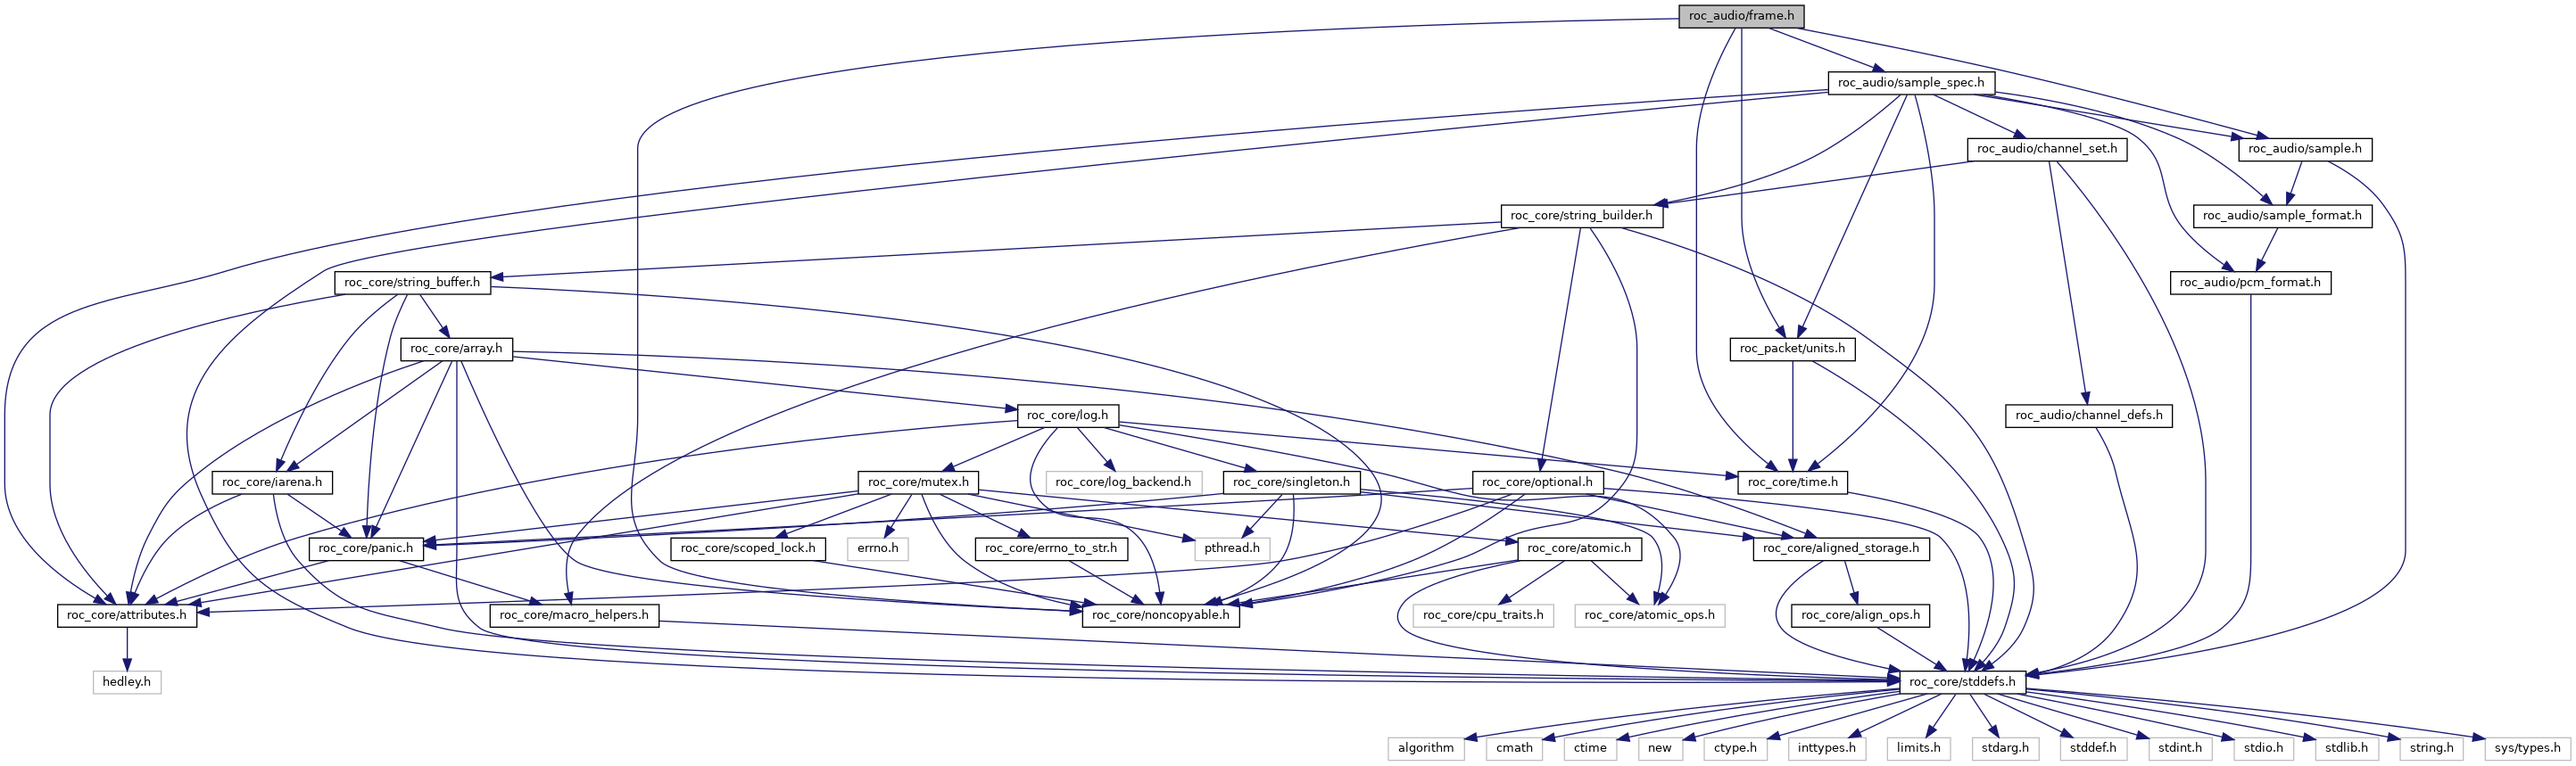 roc_audio/frame.h
roc_audio/sample_spec.h
roc_audio/channel_set.h
roc_audio/sample.h
roc_core/string_builder.h
roc_audio/sample_format.h
roc_core/string_buffer.h
roc_audio/pcm_format.h
roc_core/array.h
roc_packet/units.h
roc_core/log.h
roc_audio/channel_defs.h
roc_core/iarena.h
roc_core/mutex.h
roc_core/log_backend.h
roc_core/singleton.h
roc_core/optional.h
roc_core/time.h
roc_core/panic.h
roc_core/scoped_lock.h
errno.h
roc_core/errno_to_str.h
pthread.h
roc_core/atomic.h
roc_core/aligned_storage.h
roc_core/attributes.h
roc_core/macro_helpers.h
roc_core/noncopyable.h
roc_core/cpu_traits.h
roc_core/atomic_ops.h
roc_core/align_ops.h
hedley.h
roc_core/stddefs.h
algorithm
cmath
ctime
new
ctype.h
inttypes.h
limits.h
stdarg.h
stddef.h
stdint.h
stdio.h
stdlib.h
string.h
sys/types.h